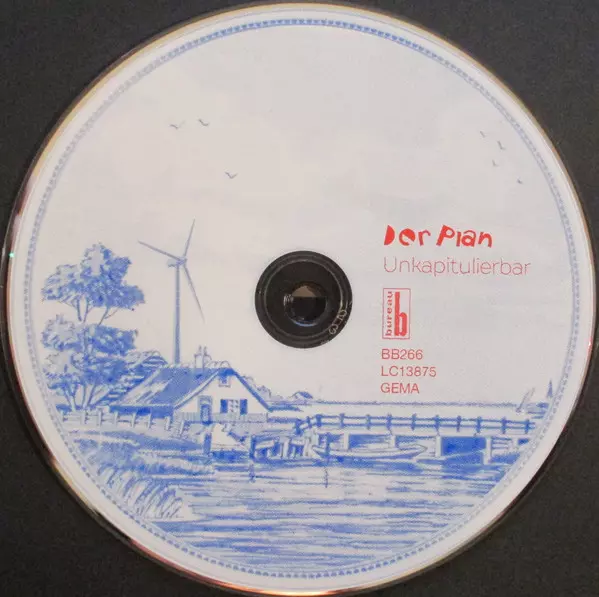 Der Plan
Unkapitulierbar
bureau b
BB266
LC13875
GEMA